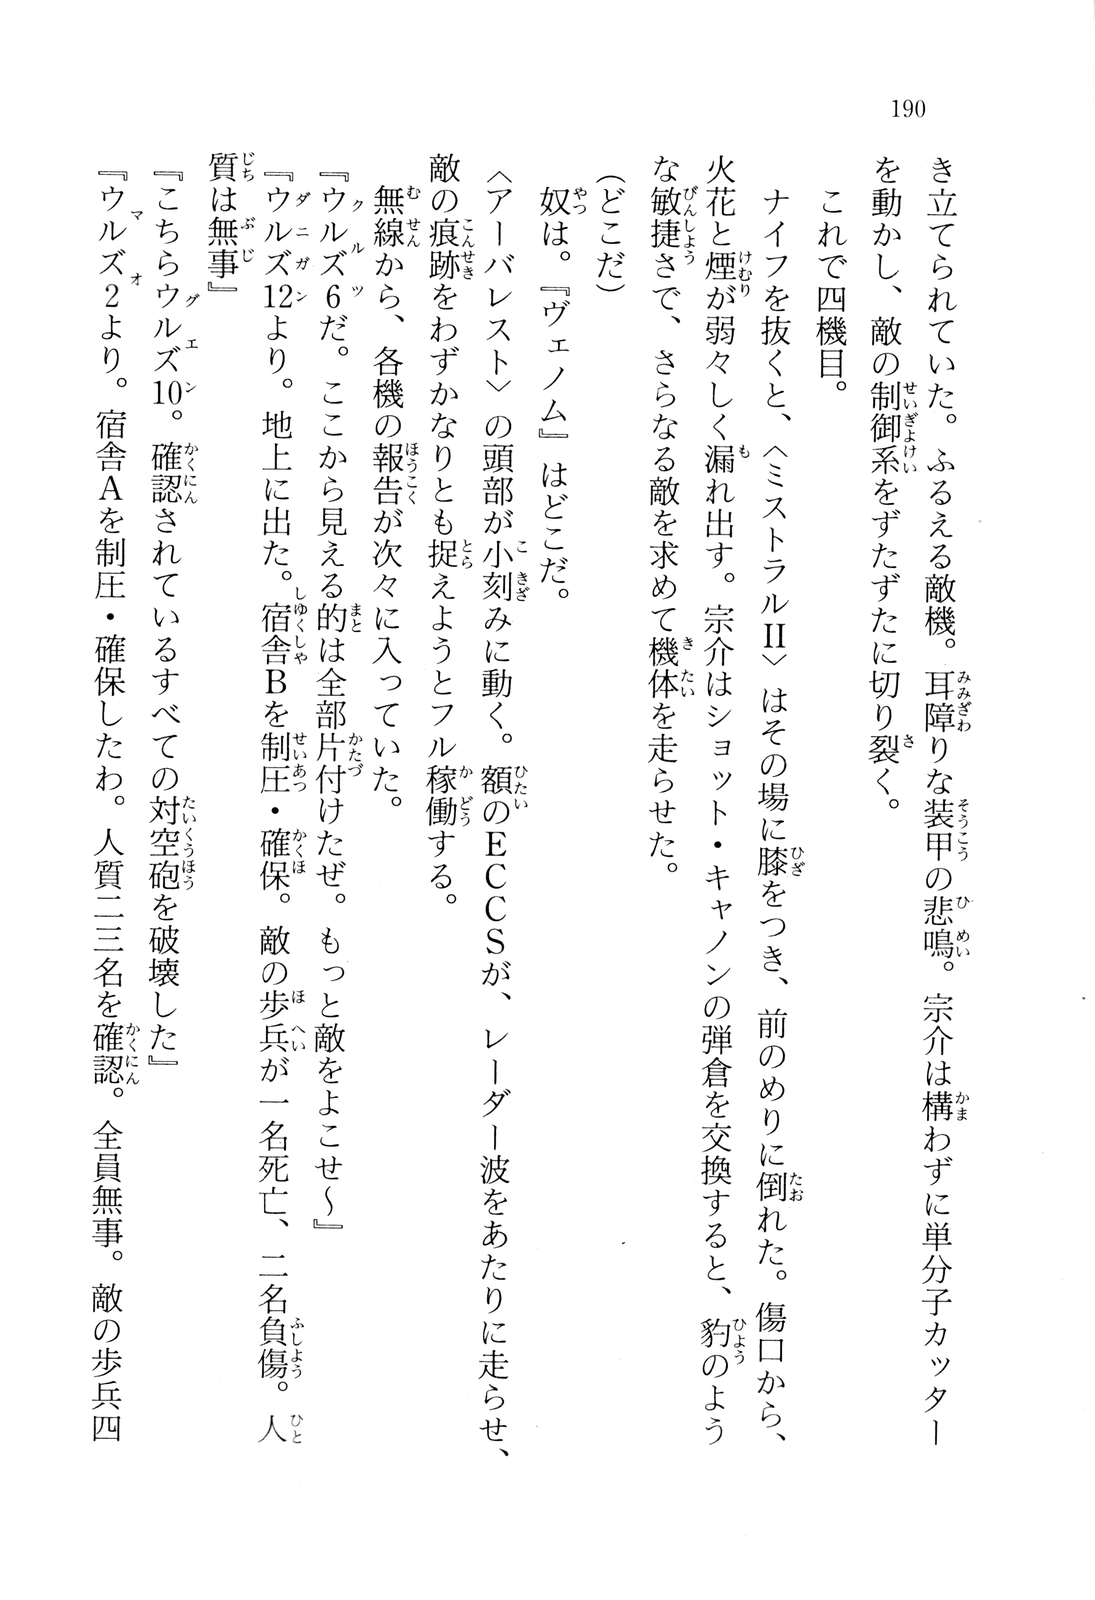 190
き立てられていた。ふるえる敵機。耳障りな装甲の悲鳴。宗介は構わずに単分子カッター
を動かし、敵の制御系をずたずたに切り裂く。
これで四機目。
ナイフを抜くと、〈ミストラルⅡ〉はその場に膝をつき、前のめりに倒れた。傷口から、
火花と煙が弱々しく漏れ出す。宗介はショット・キャノンの弾倉を交換すると、豹のよう
な敏捷さで、さらなる敵を求めて機体を走らせた。
（どこだ）
奴は。『ヴェノム』はどこだ。
〈アーバレスト〉の頭部が小刻みに動く。額のＥＣＣＳが、レーダー波をあたりに走らせ、
敵の痕跡をわずかなりとも捉えようとフル稼働する。
無線から、各機の報告が次々に入っていた。
『ウルズ6だ。ここから見える的は全部片付けたぜ。もっと敵をよこせ〜』
『ウルズ12より。地上に出た。宿舎Ｂを制圧・確保。敵の歩兵が一名死亡、二名負傷。人
質は無事』
『こちらウルズ10。確認されているすべての対空砲を破壊した』
『ウルズ2より。宿舎Ａを制圧・確保したわ。人質二三名を確認。全員無事。敵の歩兵四